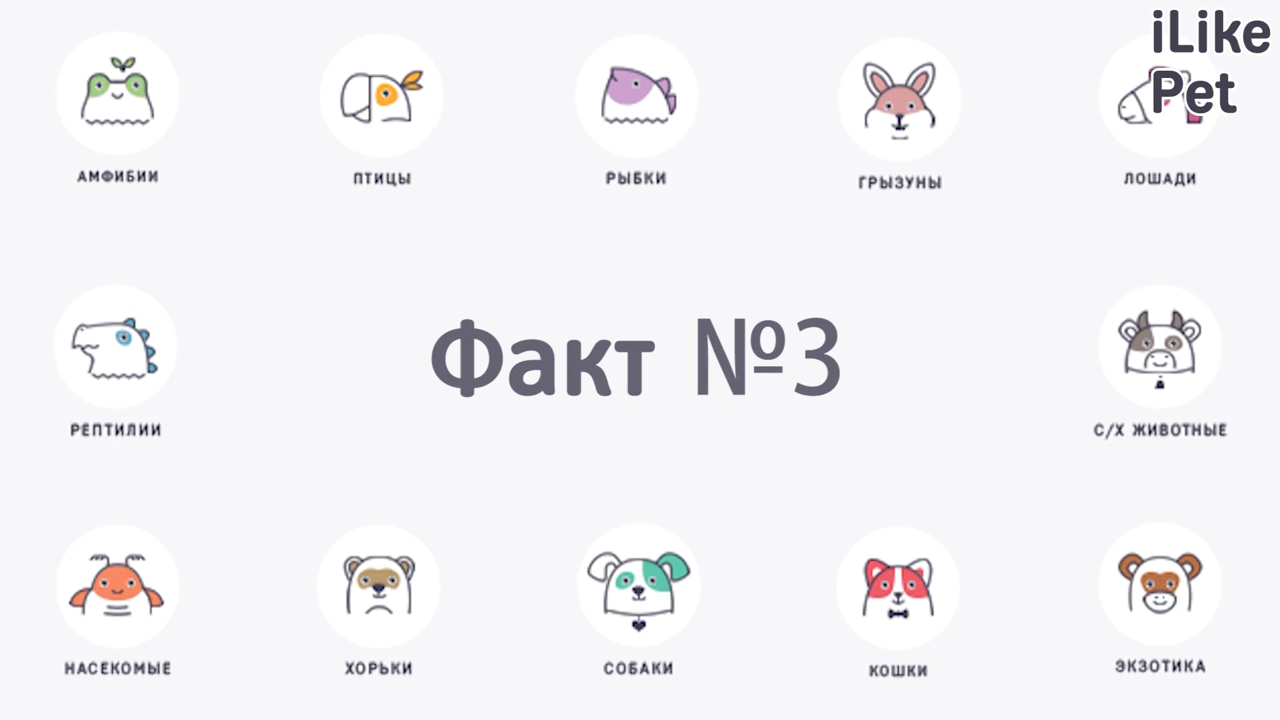 iLike
Pet
АМФИБИИ
ПТИЦЫ
РЫБКИ
ГРЫЗУНЫ
ЛОШАДИ
РЕПТИЛИИ
Факт №3
С/Х ЖИВОТНЫЕ
НАСЕКОМЫЕ
ХОРЬКИ
СОБАКИ
КОШКИ
ЭКЗОТИКА